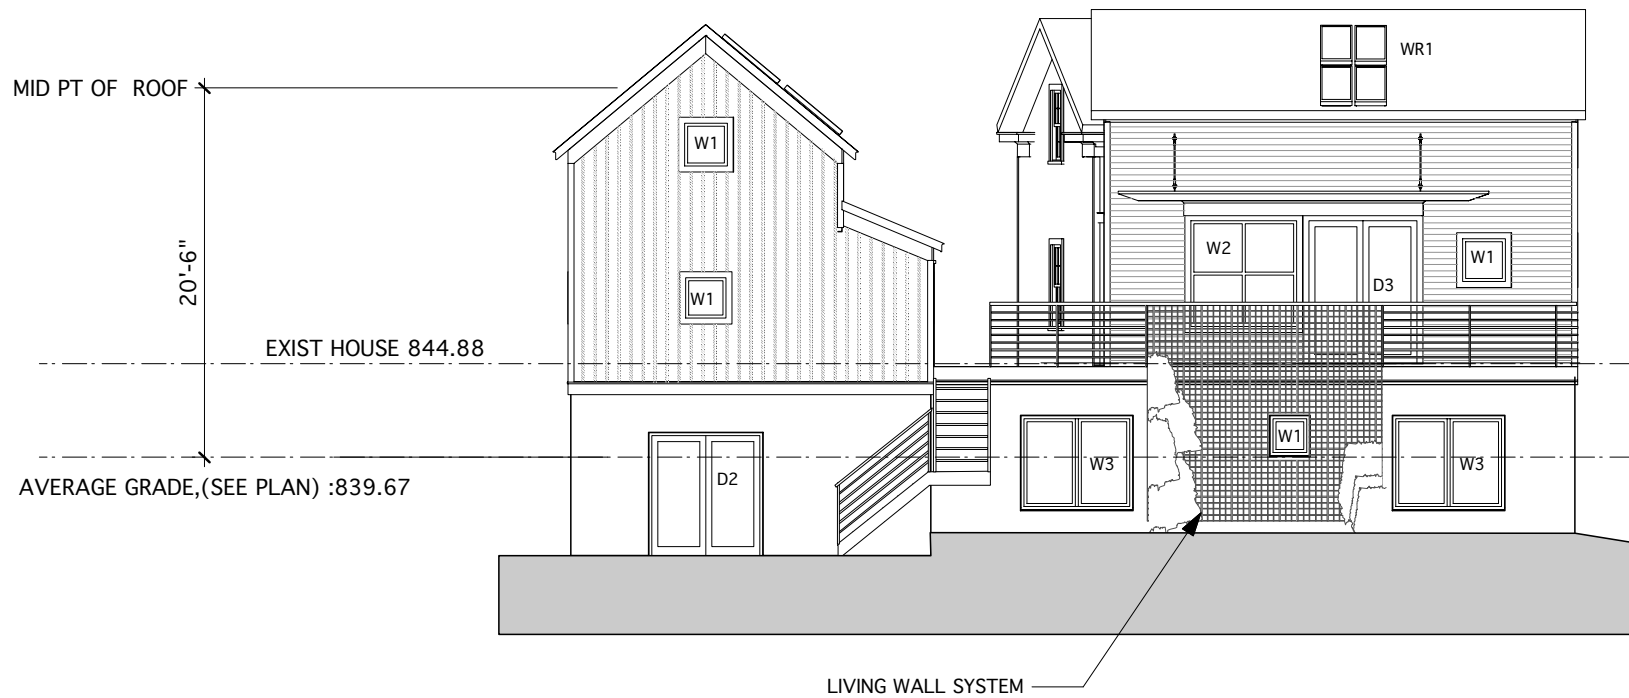 WR1
MID PT OF ROOF
W1
W2
W1
D3
20'-6"
W1
EXIST HOUSE 844.88
W1
W3
W3
D2
AVERAGE GRADE,(SEE PLAN) :839.67
LIVING WALL SYSTEM